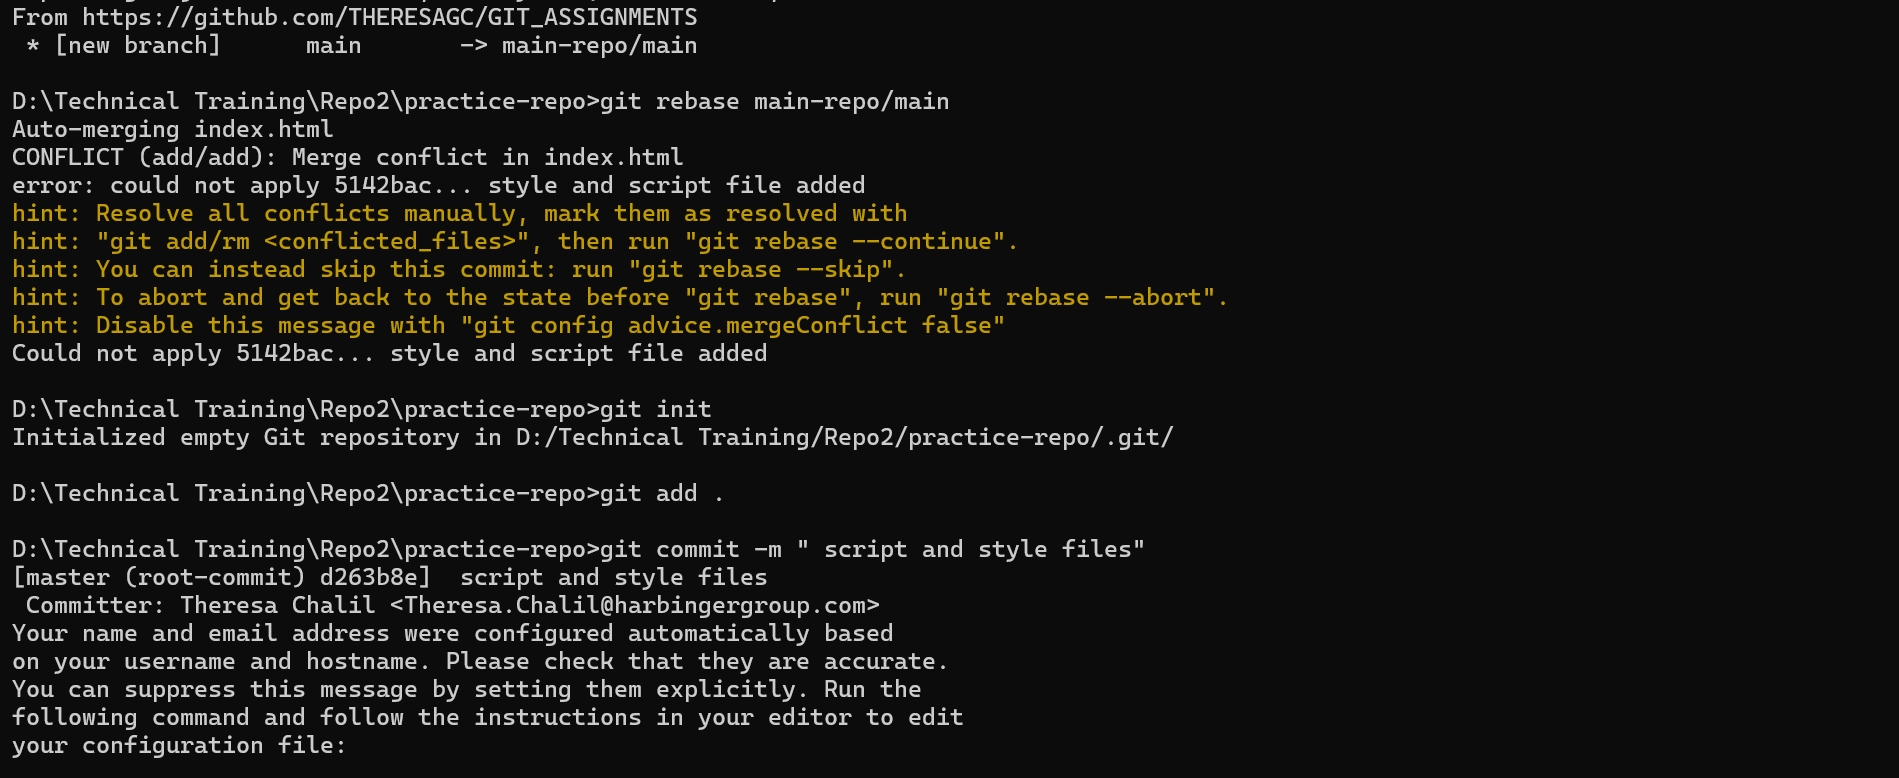 From https://github.com/THERESAGC/GIT_ASSIGNMENTS
 * [new branch]      main       -> main-repo/main
D:\Technical Training\Repo2\practice-repo>git rebase main-repo/main
Auto-merging index.html
CONFLICT (add/add): Merge conflict in index.html
error: could not apply 5142bac... style and script file added
hint: Resolve all conflicts manually, mark them as resolved with
hint: "git add/rm <conflicted_files>", then run "git rebase --continue".
hint: You can instead skip this commit: run "git rebase --skip".
hint: To abort and get back to the state before "git rebase", run "git rebase --abort".
hint: Disable this message with "git config advice.mergeConflict false"
Could not apply 5142bac... style and script file added
D:\Technical Training\Repo2\practice-repo>git init
Initialized empty Git repository in D:/Technical Training/Repo2/practice-repo/.git/
D:\Technical Training\Repo2\practice-repo>git add .
D:\Technical Training\Repo2\practice-repo>git commit -m " script and style files"
[master (root-commit) d263b8e]  script and style files
 Committer: Theresa Chalil <Theresa.Chalil@harbingergroup.com>
Your name and email address were configured automatically based
on your username and hostname. Please check that they are accurate.
You can suppress this message by setting them explicitly. Run the
following command and follow the instructions in your editor to edit
your configuration file: